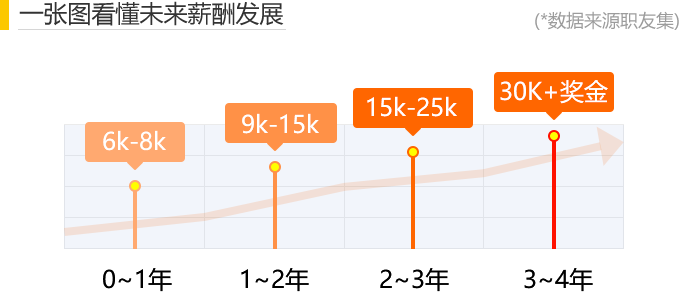 一张图看懂未来薪酬发展
(*数据来源职友集)
6k-8k
9k-15k
15k-25k
30K+奖金
0~1年
1~2年
2~3年
3~4年